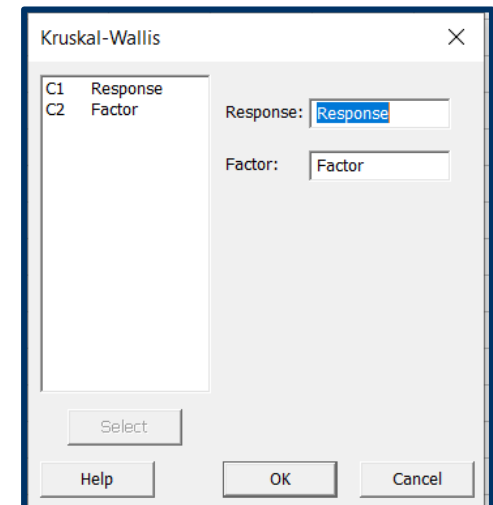 Kruskal-Wallis
C1 Response
C2 Factor
Response: Response
Factor: Factor
Select
Help OK Cancel